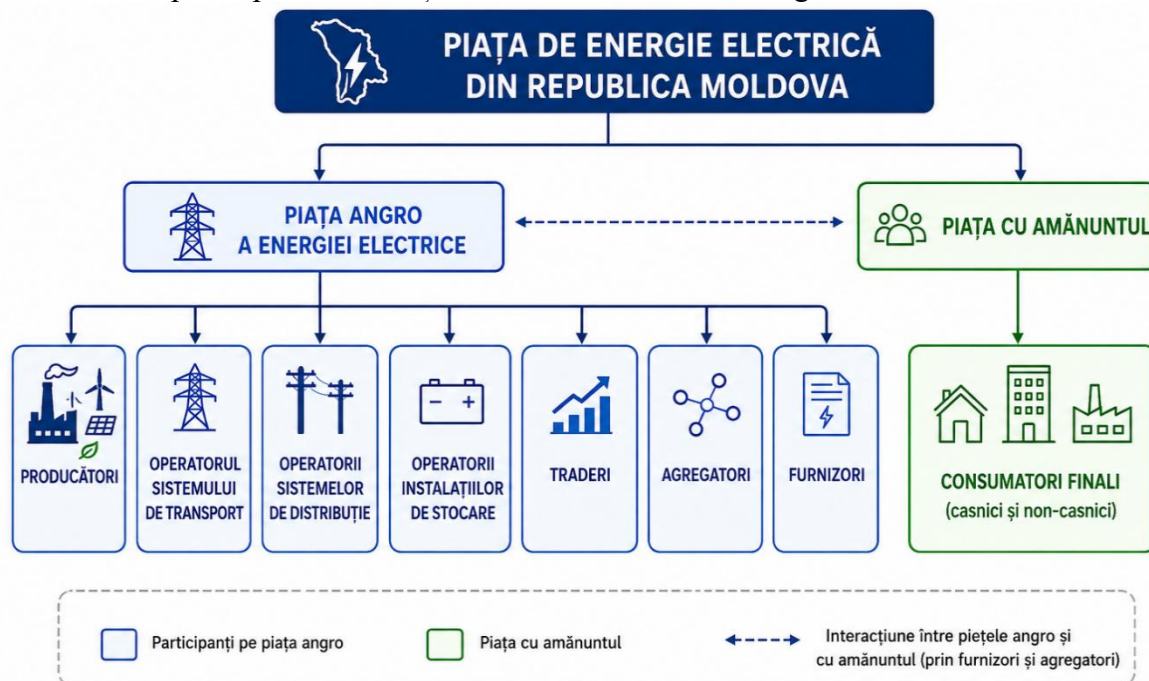 PIAȚA DE ENERGIE ELECTRICĂ
DIN REPUBLICA MOLDOVA
PIAȚA ANGRO
A ENERGIEI ELECTRICE
PIAȚA CU AMĂNUNTUL
PRODUCĂTORI
OPERATORUL
SISTEMULUI
DE TRANSPORT
OPERATORII
SISTEMELOR
DE DISTRIBUȚIE
OPERATORII
INSTALAȚIILOR
DE STOCARE
TRADERI
AGREGATORI
FURNIZORI
CONSUMATORI FINALI
(casnici și non-casnici)
Participanți pe piața angro
Piața cu amănuntul
Interacțiune între piețele angro și
cu amănuntul (prin furnizori și agregatori)